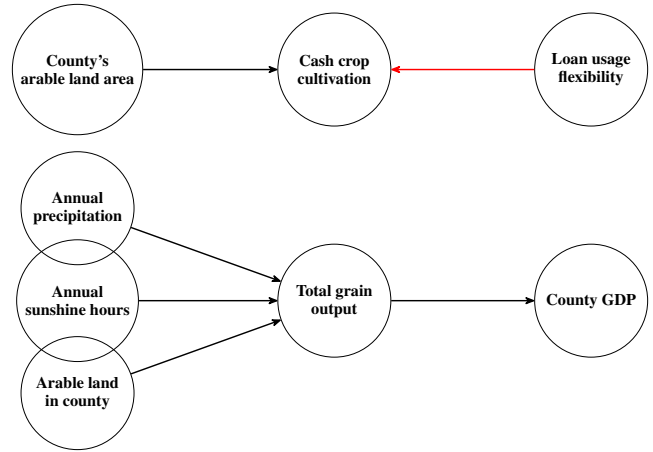 County's
arable land area
Cash crop
cultivation
Loan usage
flexibility
Annual
precipitation
Annual
sunshine hours
Total grain
output
County GDP
Arable land
in county